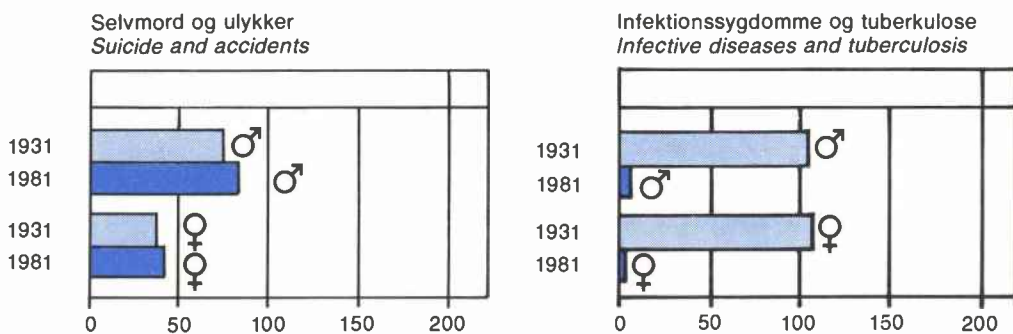 Selvmord og ulykker
Suicide and accidents
1931 ♂
1981 ♂
1931 ♀
1981 ♀
0 50 100 150 200
Infektionssygdomme og tuberkulose
Infective diseases and tuberculosis
1931 ♂
1981 ♂
1931 ♀
1981 ♀
0 50 100 150 200